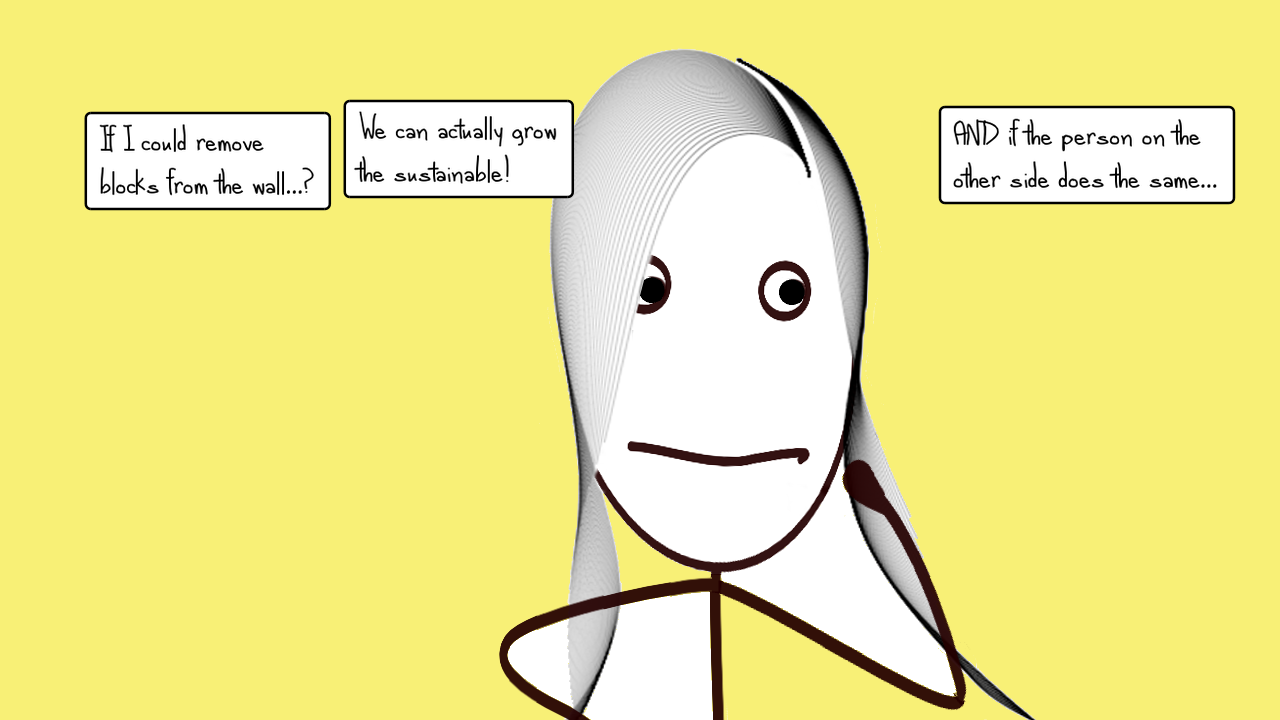 If I could remove
blocks from the wall...?
We can actually grow
the sustainable!
AND if the person on the
other side does the same...